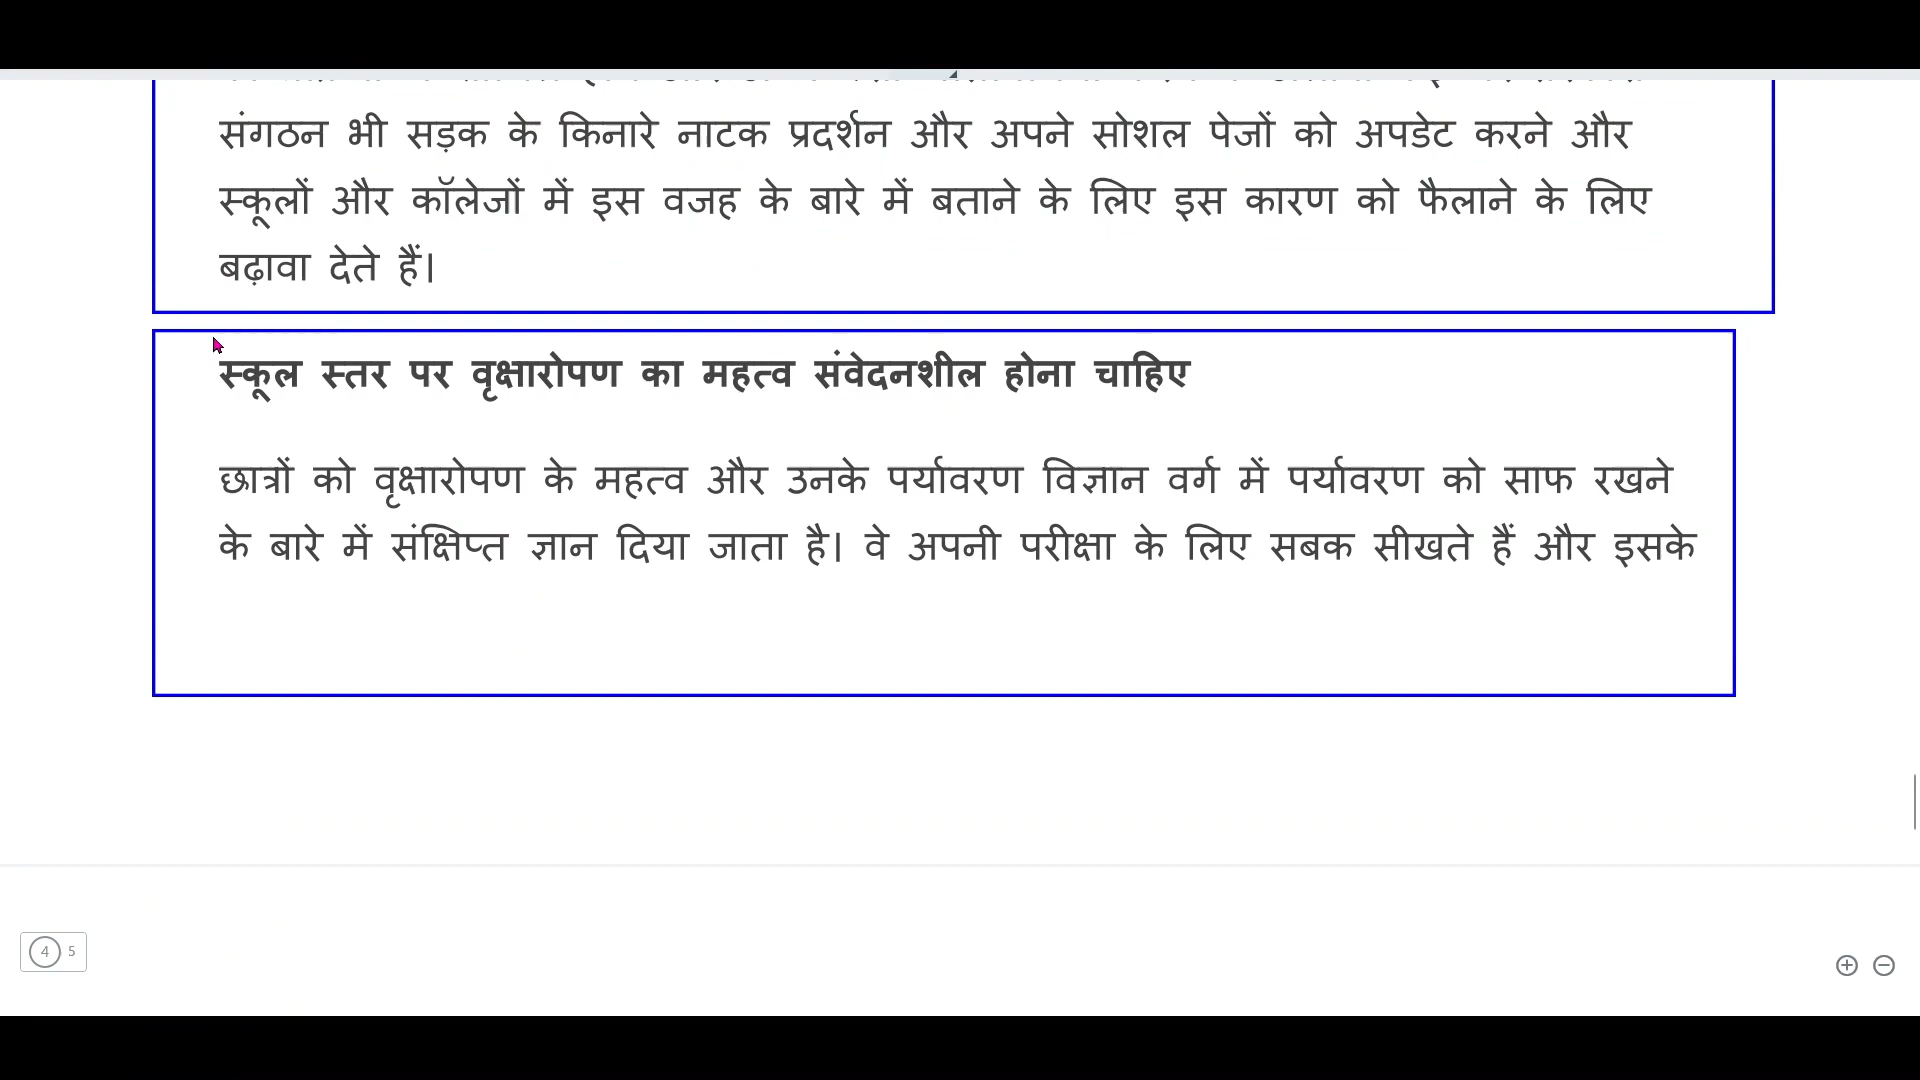 संगठन भी सड़क के किनारे नाटक प्रदर्शन और अपने सोशल पेजों को अपडेट करने और
स्कूलों और कॉलेजों में इस वजह के बारे में बताने के लिए इस कारण को फैलाने के लिए
बढ़ावा देते हैं।
स्कूल स्तर पर वृक्षारोपण का महत्व संवेदनशील होना चाहिए
छात्रों को वृक्षारोपण के महत्व और उनके पर्यावरण विज्ञान वर्ग में पर्यावरण को साफ रखने
के बारे में संक्षिप्त ज्ञान दिया जाता है। वे अपनी परीक्षा के लिए सबक सीखते हैं और इसके
4 5